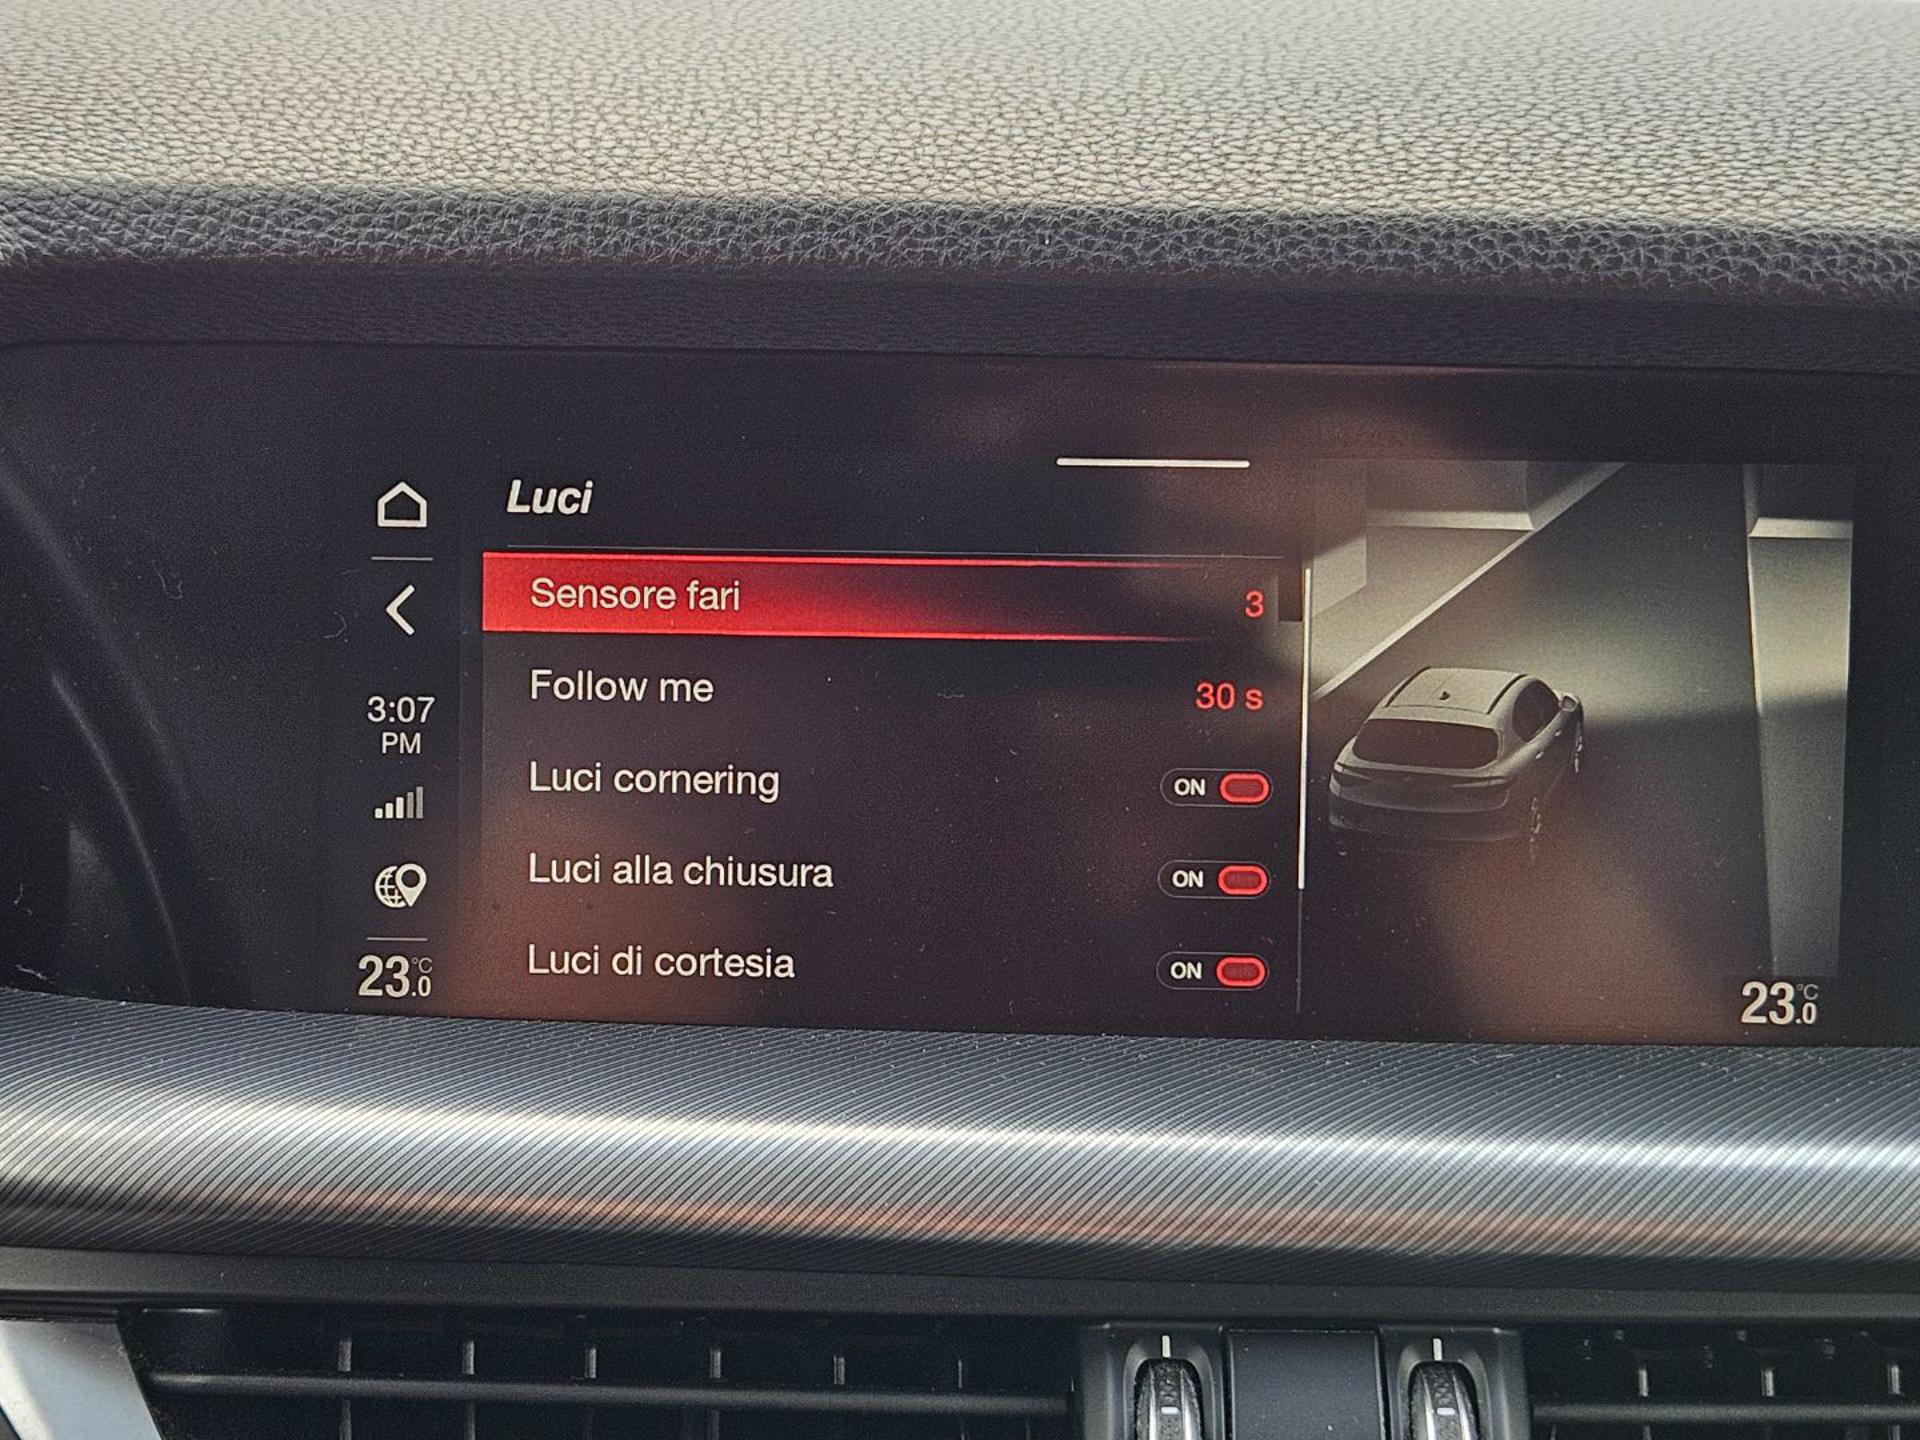 Luci
Sensore fari 3
Follow me 30 s
Luci cornering ON
Luci alla chiusura ON
Luci di cortesia ON
3:07
PM
23.0 °C
23.0 °C